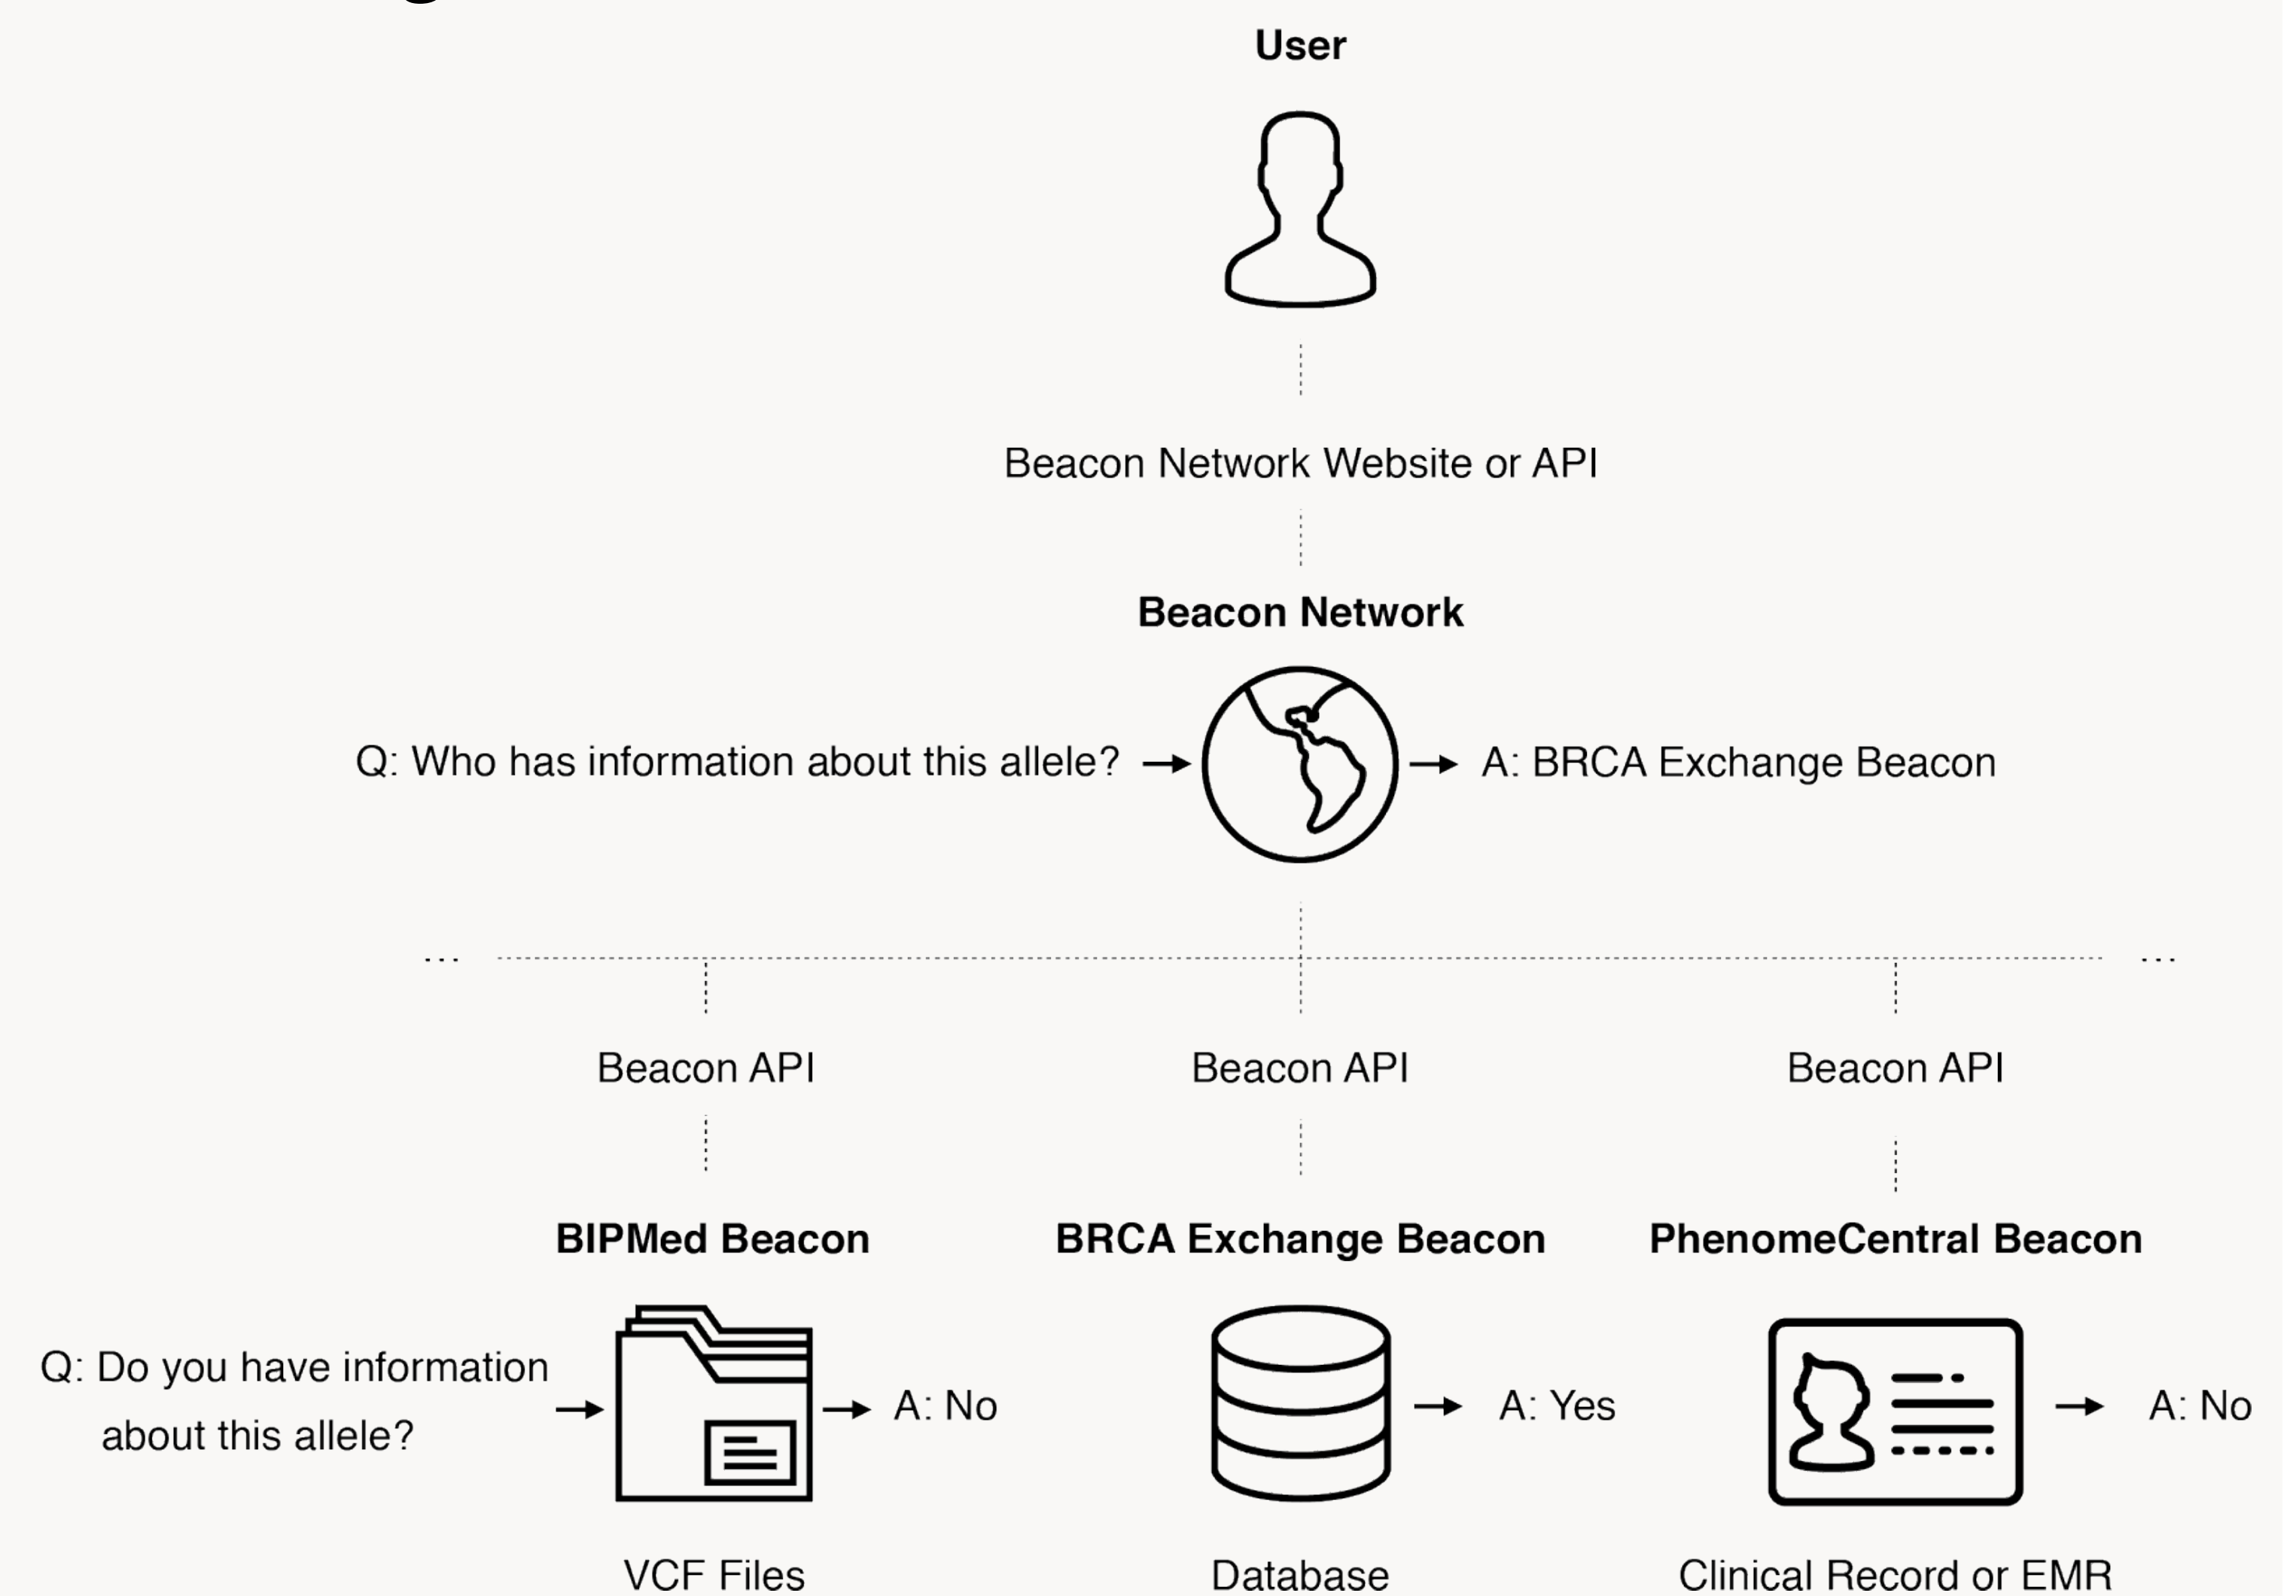 User
Beacon Network Website or API
Beacon Network
Q: Who has information about this allele?
A: BRCA Exchange Beacon
...
...
Beacon API
Beacon API
Beacon API
BIPMed Beacon
BRCA Exchange Beacon
PhenomeCentral Beacon
Q: Do you have information
about this allele?
A: No
A: Yes
A: No
VCF Files
Database
Clinical Record or EMR